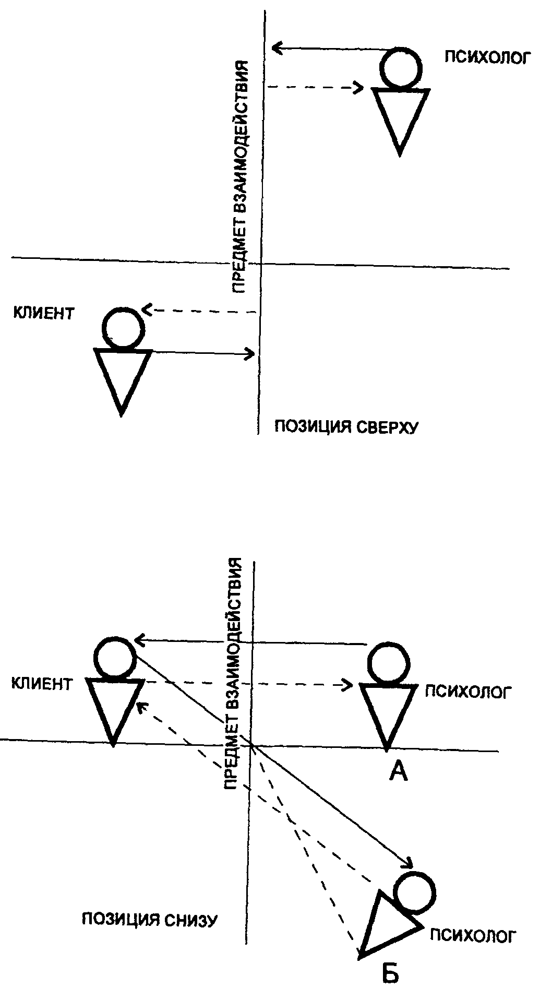 ПСИХОЛОГ
ПРЕДМЕТ ВЗАИМОДЕЙСТВИЯ
КЛИЕНТ
ПОЗИЦИЯ СВЕРХУ
ПРЕДМЕТ ВЗАИМОДЕЙСТВИЯ
КЛИЕНТ
ПСИХОЛОГ
А
ПОЗИЦИЯ СНИЗУ
ПСИХОЛОГ
Б